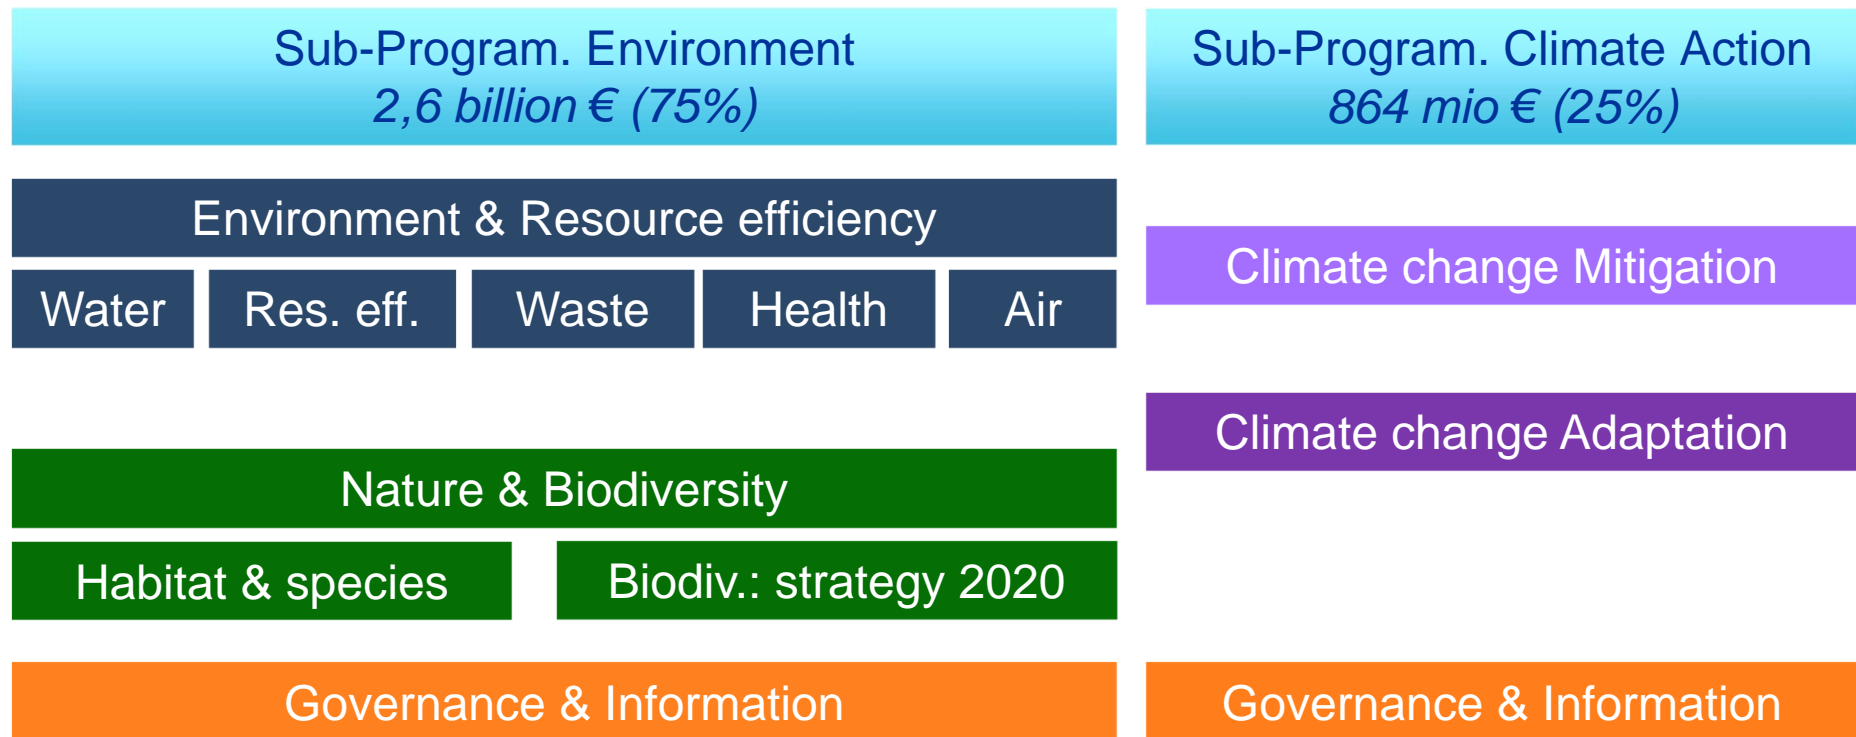 Sub-Program. Environment
2,6 billion € (75%)
Environment & Resource efficiency
Water
Res. eff.
Waste
Health
Air
Nature & Biodiversity
Habitat & species
Biodiv.: strategy 2020
Governance & Information
Sub-Program. Climate Action
864 mio € (25%)
Climate change Mitigation
Climate change Adaptation
Governance & Information